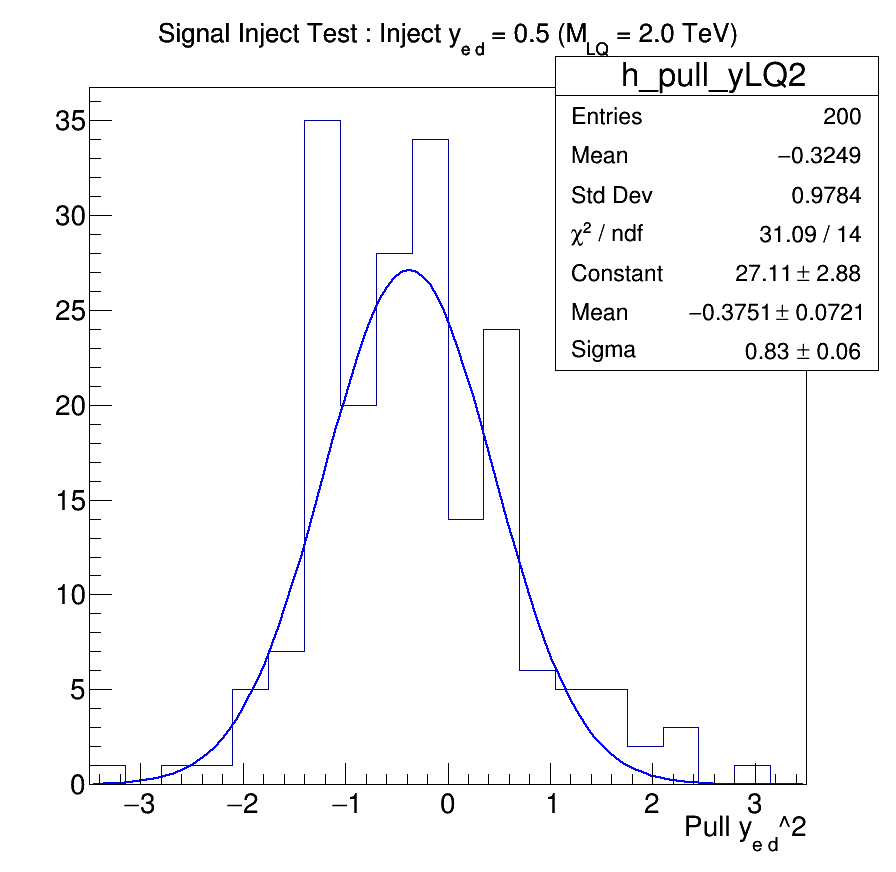 Signal Inject Test : Inject y_ed = 0.5 (M_LQ = 2.0 TeV)
h_pull_yLQ2
Entries 200
Mean −0.3249
Std Dev 0.9784
χ² / ndf 31.09 / 14
Constant 27.11 ± 2.88
Mean −0.3751 ± 0.0721
Sigma 0.83 ± 0.06
35
30
25
20
15
10
5
0
−3 −2 −1 0 1 2 3
Pull y_ed^2